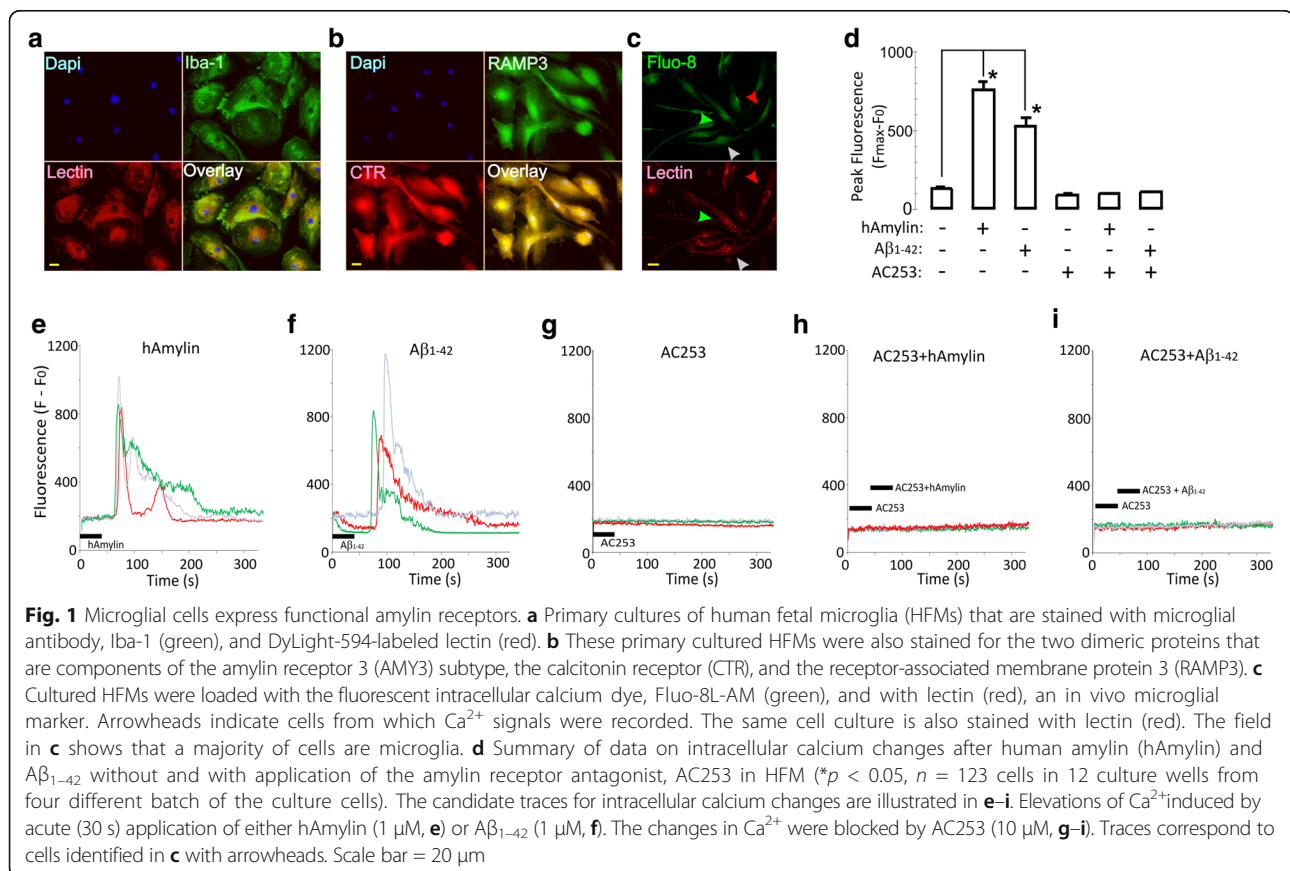 a
b
c
d
Dapi
Iba-1
Lectin
Overlay
Dapi
RAMP3
CTR
Overlay
Fluo-8
Lectin
Peak Fluorescence
(Fmax-Fo)
1000
500
0
*
*
hAmylin: - + - - + -
Aβ1-42: - - + - - +
AC253: - - - + + +
e
hAmylin
Fluorescence (F - Fo)
1200
800
400
0
hAmylin
0 100 200 300
Time (s)
f
Aβ1-42
1200
800
400
0
Aβ1-42
0 100 200 300
Time (s)
g
AC253
1200
800
400
0
AC253
0 100 200 300
Time (s)
h
AC253+hAmylin
1200
800
400
0
AC253+hAmylin
AC253
0 100 200 300
Time (s)
i
AC253+Aβ1-42
1200
800
400
0
AC253 + Aβ1-42
AC253
0 100 200 300
Time (s)
Fig. 1 Microglial cells express functional amylin receptors. a Primary cultures of human fetal microglia (HFMs) that are stained with microglial
antibody, Iba-1 (green), and DyLight-594-labeled lectin (red). b These primary cultured HFMs were also stained for the two dimeric proteins that
are components of the amylin receptor 3 (AMY3) subtype, the calcitonin receptor (CTR), and the receptor-associated membrane protein 3 (RAMP3). c
Cultured HFMs were loaded with the fluorescent intracellular calcium dye, Fluo-8L-AM (green), and with lectin (red), an in vivo microglial
marker. Arrowheads indicate cells from which Ca2+ signals were recorded. The same cell culture is also stained with lectin (red). The field
in c shows that a majority of cells are microglia. d Summary of data on intracellular calcium changes after human amylin (hAmylin) and
Aβ1–42 without and with application of the amylin receptor antagonist, AC253 in HFM (*p < 0.05, n = 123 cells in 12 culture wells from
four different batch of the culture cells). The candidate traces for intracellular calcium changes are illustrated in e–i. Elevations of Ca2+induced by
acute (30 s) application of either hAmylin (1 μM, e) or Aβ1–42 (1 μM, f). The changes in Ca2+ were blocked by AC253 (10 μM, g–i). Traces correspond to
cells identified in c with arrowheads. Scale bar = 20 μm